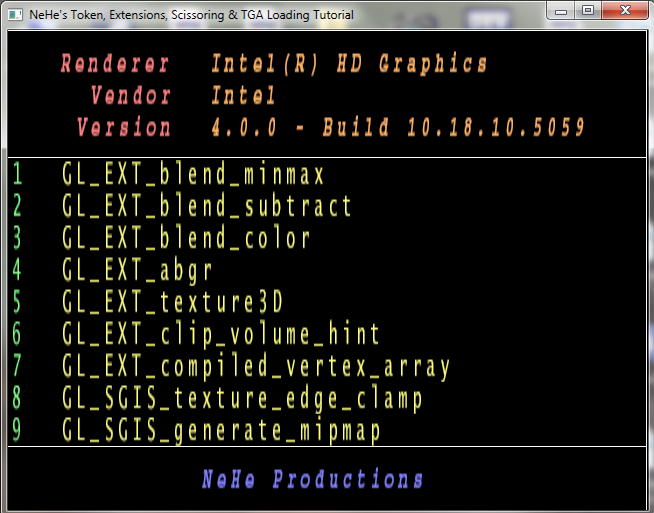 NeHe's Token, Extensions, Scissoring & TGA Loading Tutorial
Renderer Intel(R) HD Graphics
Vendor Intel
Version 4.0.0 - Build 10.18.10.5059
1 GL_EXT_blend_minmax
2 GL_EXT_blend_subtract
3 GL_EXT_blend_color
4 GL_EXT_abgr
5 GL_EXT_texture3D
6 GL_EXT_clip_volume_hint
7 GL_EXT_compiled_vertex_array
8 GL_SGIS_texture_edge_clamp
9 GL_SGIS_generate_mipmap
NeHe Productions